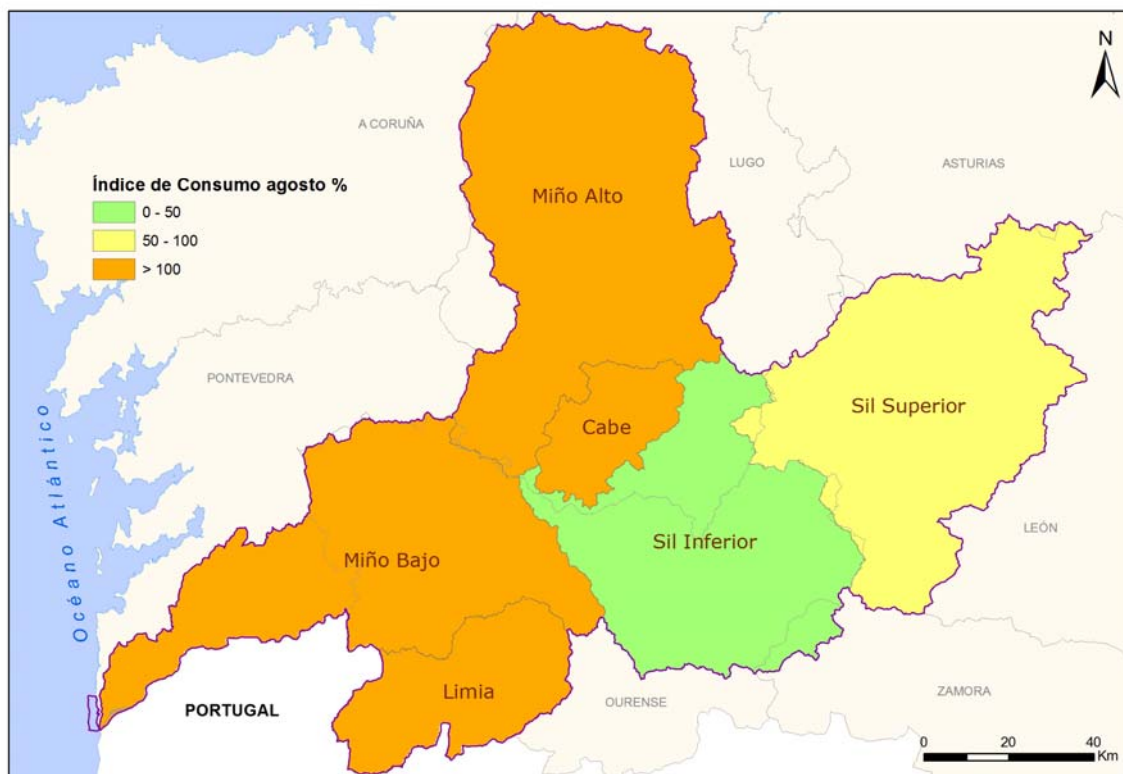 N
A CORUÑA
LUGO
ASTURIAS
Índice de Consumo agosto %
0 - 50
50 - 100
> 100
Miño Alto
PONTEVEDRA
Sil Superior
Cabe
Océano Atlántico
LEÓN
Sil Inferior
Miño Bajo
Limia
OURENSE
ZAMORA
PORTUGAL
0 20 40
Km